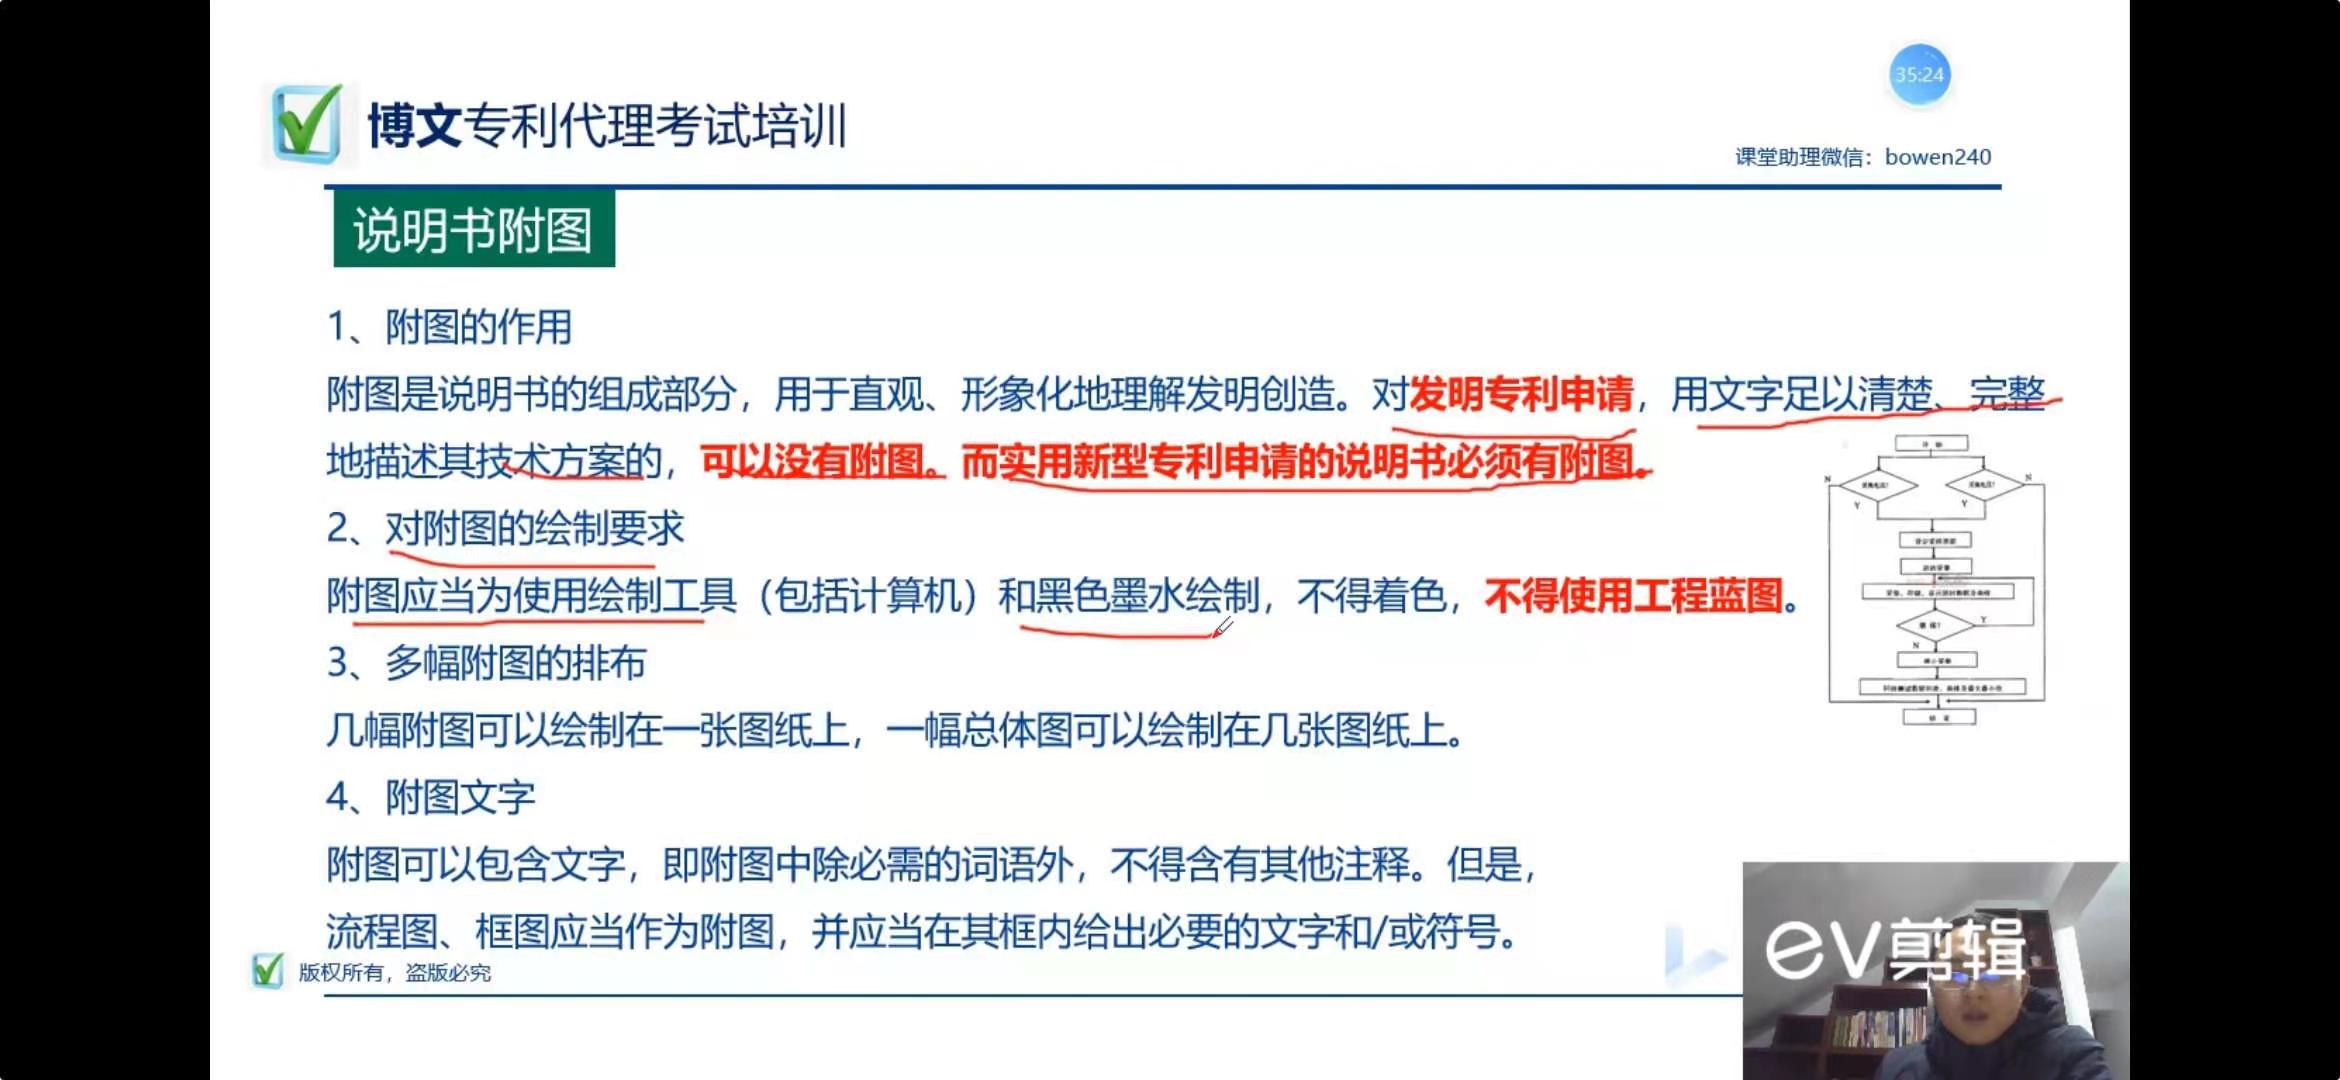 35:24
博文专利代理考试培训
课堂助理微信：bowen240
说明书附图
1、附图的作用
附图是说明书的组成部分，用于直观、形象化地理解发明创造。对发明专利申请，用文字足以清楚、完整
地描述其技术方案的，可以没有附图。而实用新型专利申请的说明书必须有附图。
2、对附图的绘制要求
附图应当为使用绘制工具（包括计算机）和黑色墨水绘制，不得着色，不得使用工程蓝图。
3、多幅附图的排布
几幅附图可以绘制在一张图纸上，一幅总体图可以绘制在几张图纸上。
4、附图文字
附图可以包含文字，即附图中除必需的词语外，不得含有其他注释。但是，
流程图、框图应当作为附图，并应当在其框内给出必要的文字和/或符号。
N
N
Y
Y
Y
N
版权所有，盗版必究
eV剪辑